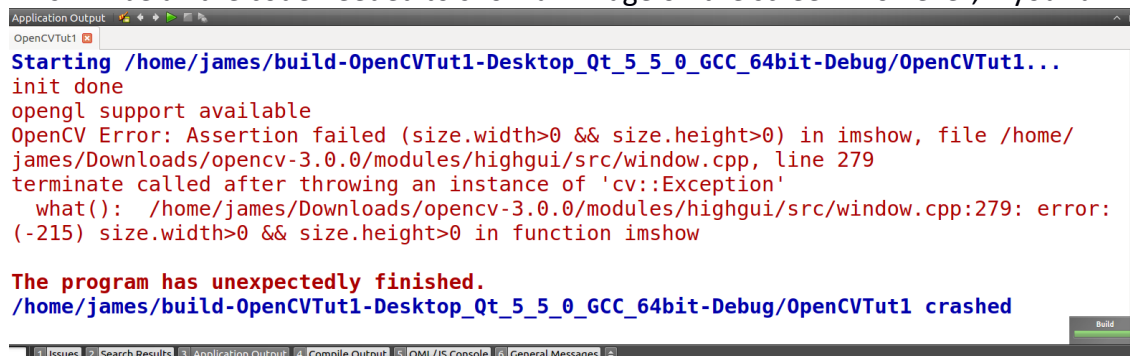 Application Output
OpenCVTut1
Starting /home/james/build-OpenCVTut1-Desktop_Qt_5_5_0_GCC_64bit-Debug/OpenCVTut1...
init done
opengl support available
OpenCV Error: Assertion failed (size.width>0 && size.height>0) in imshow, file /home/
james/Downloads/opencv-3.0.0/modules/highgui/src/window.cpp, line 279
terminate called after throwing an instance of 'cv::Exception'
  what():  /home/james/Downloads/opencv-3.0.0/modules/highgui/src/window.cpp:279: error:
(-215) size.width>0 && size.height>0 in function imshow
The program has unexpectedly finished.
/home/james/build-OpenCVTut1-Desktop_Qt_5_5_0_GCC_64bit-Debug/OpenCVTut1 crashed
Build
1 Issues 2 Search Results 3 Application Output 4 Compile Output 5 QML/JS Console 6 General Messages